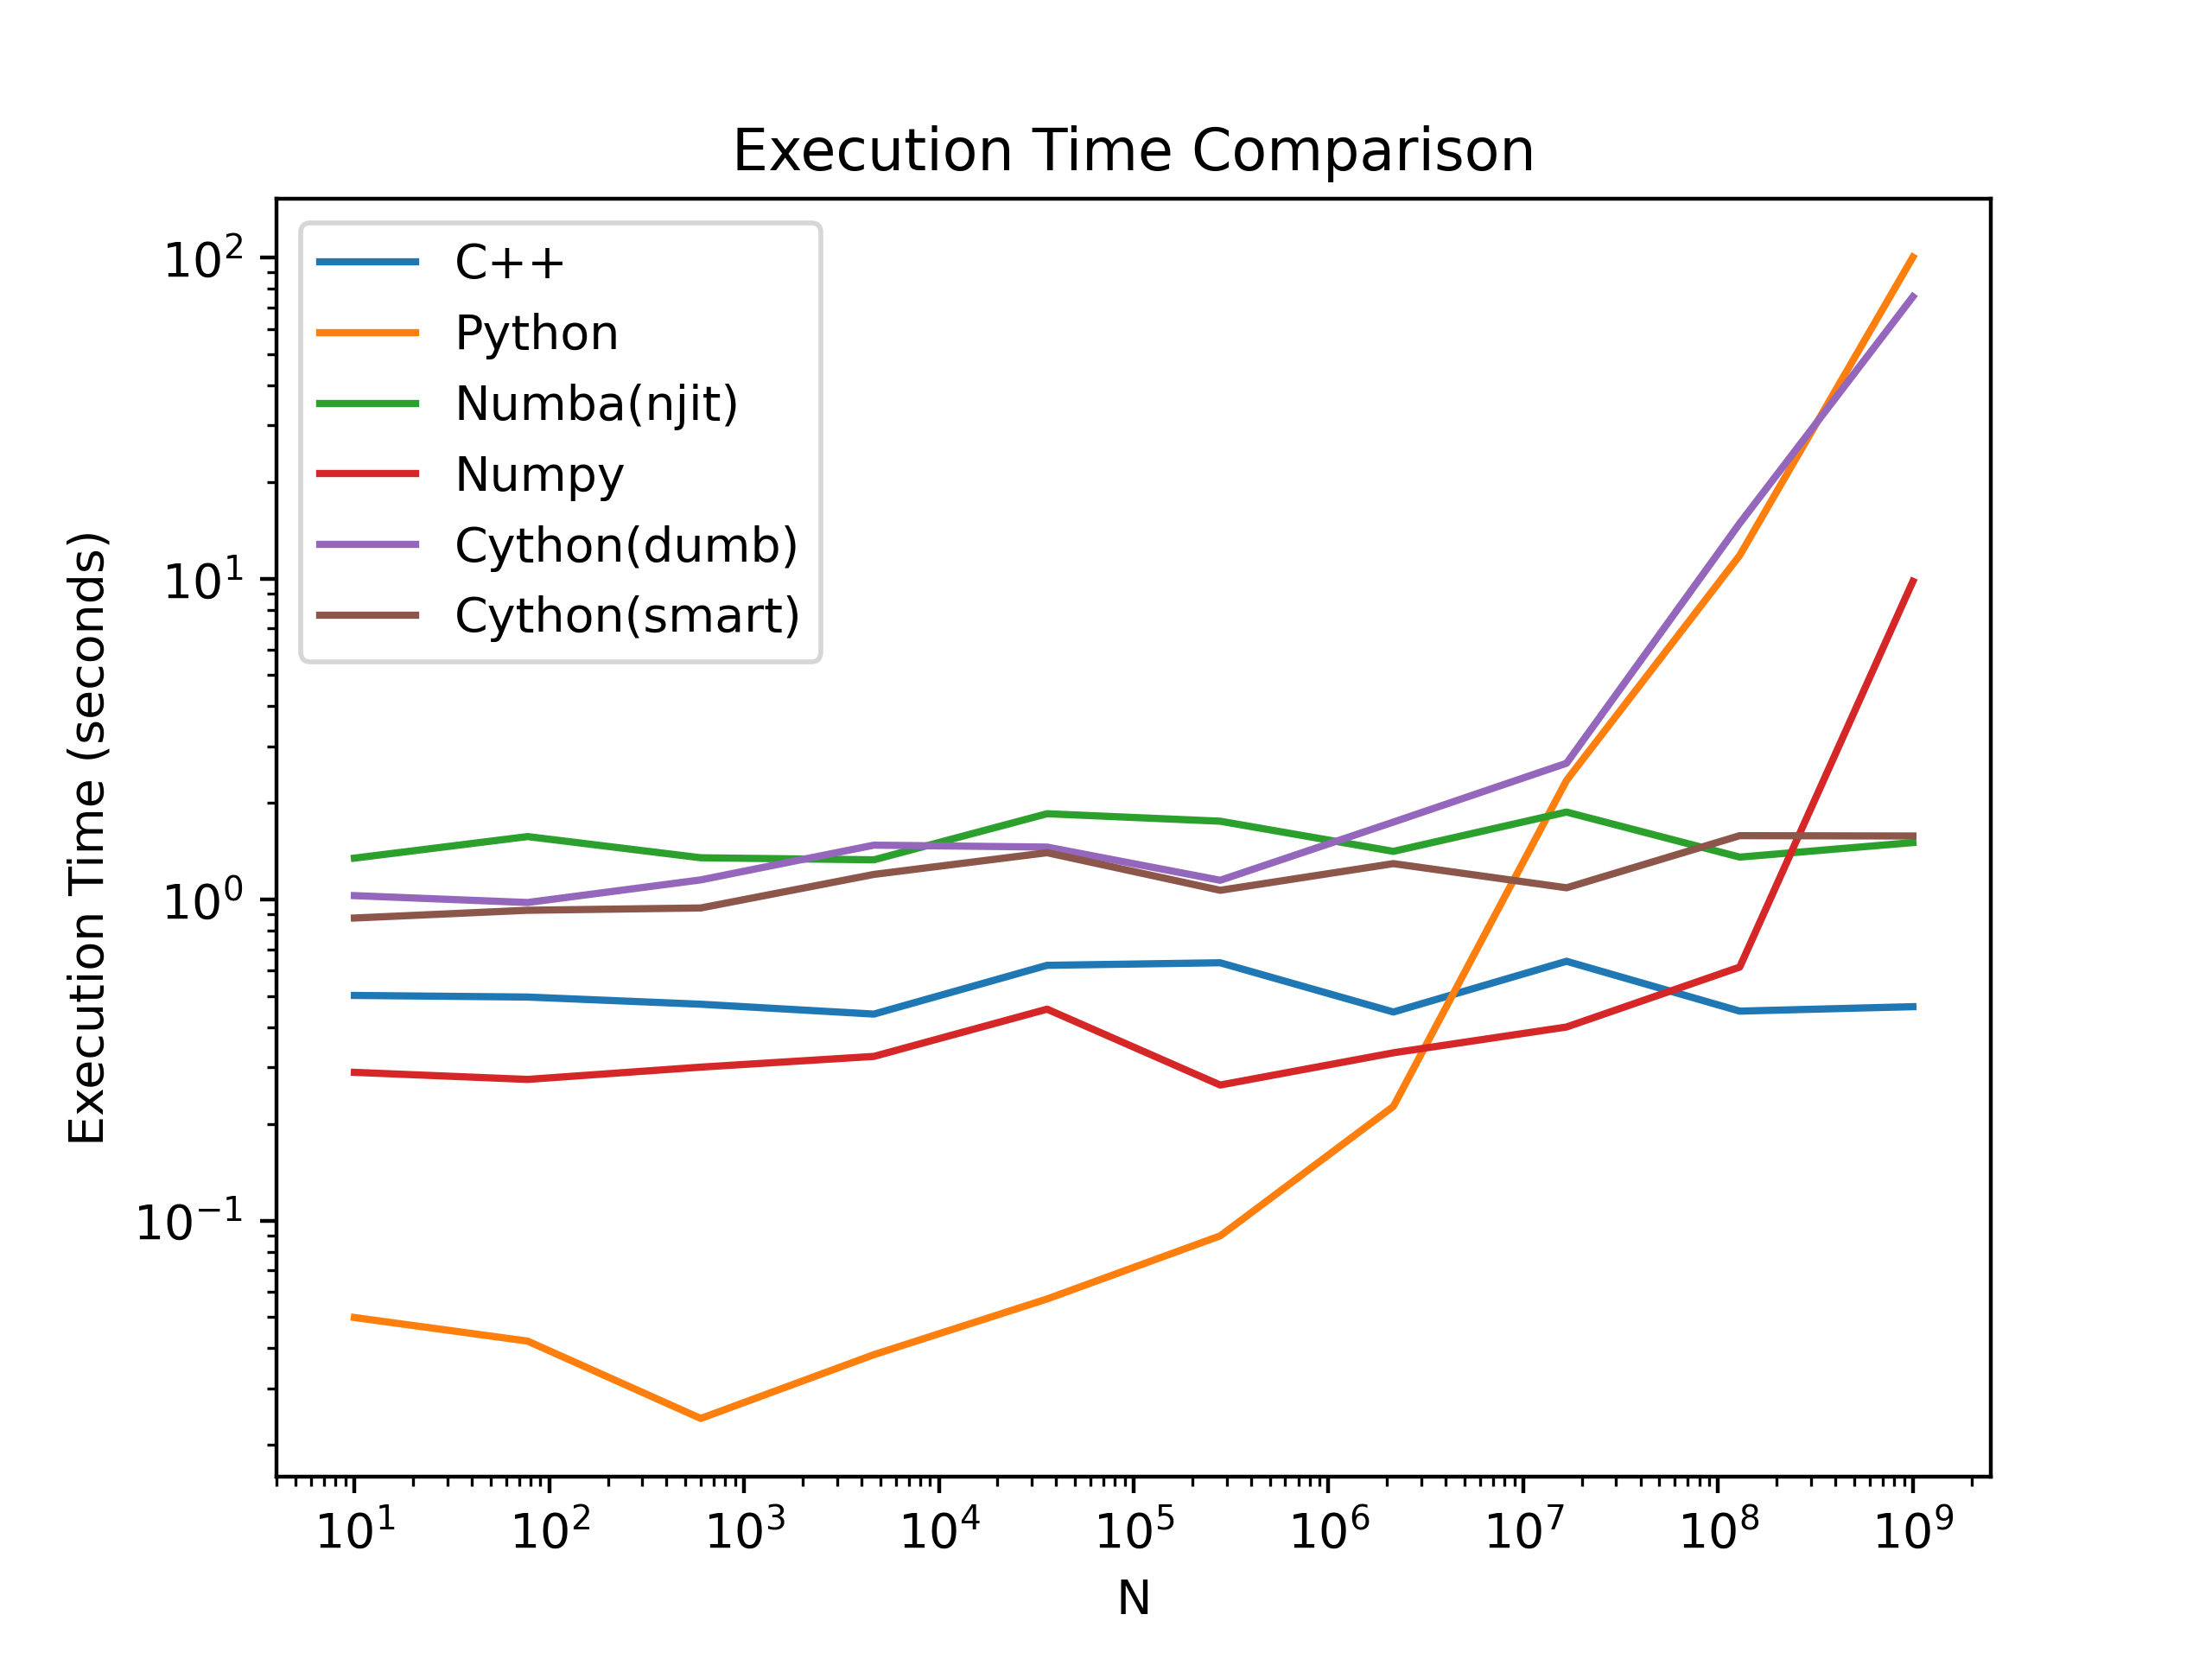 Execution Time Comparison
C++
Python
Numba(njit)
Numpy
Cython(dumb)
Cython(smart)
Execution Time (seconds)
10²
10¹
10⁰
10⁻¹
10¹ 10² 10³ 10⁴ 10⁵ 10⁶ 10⁷ 10⁸ 10⁹
N